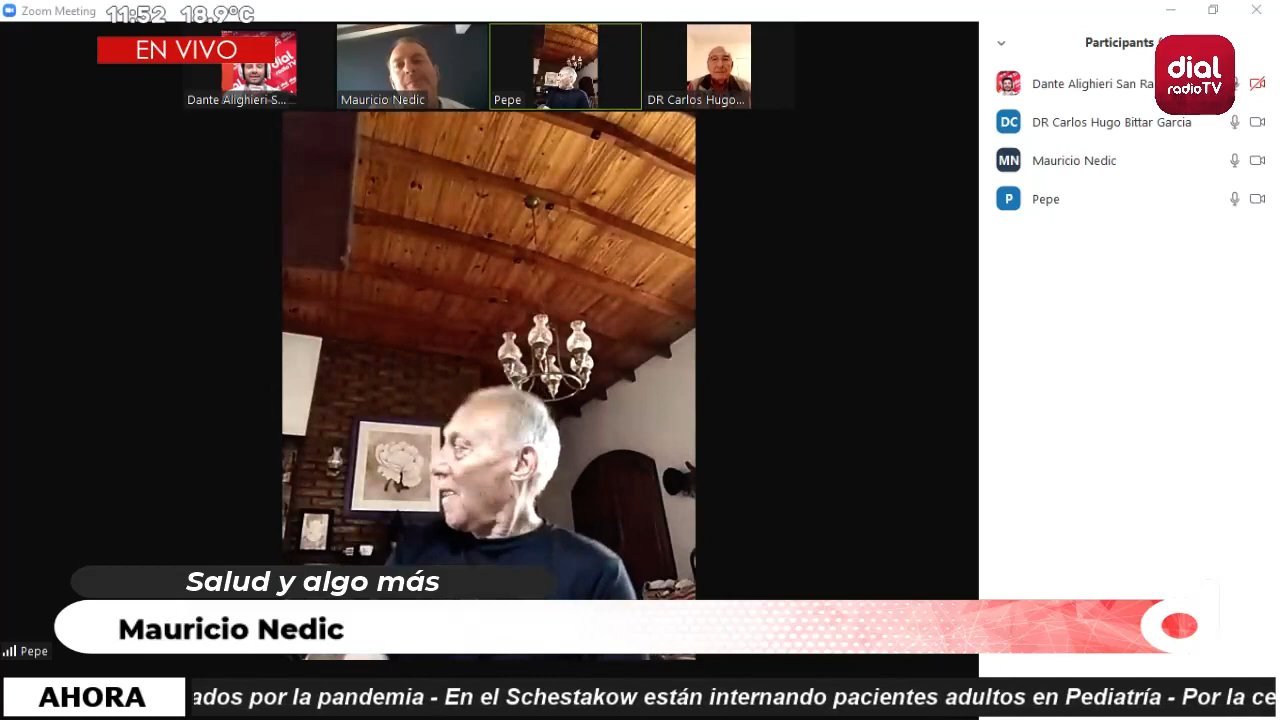 Zoom Meeting
11:52 18.9°C
EN VIVO
Dante Alighieri S...
Mauricio Nedic
Pepe
DR Carlos Hugo...
Participants
Dante Alighieri San Ra
DC DR Carlos Hugo Bittar Garcia
MN Mauricio Nedic
P Pepe
dial
radioTV
Salud y algo más
Mauricio Nedic
Pepe
AHORA
ados por la pandemia - En el Schestakow están internando pacientes adultos en Pediatría - Por la ce